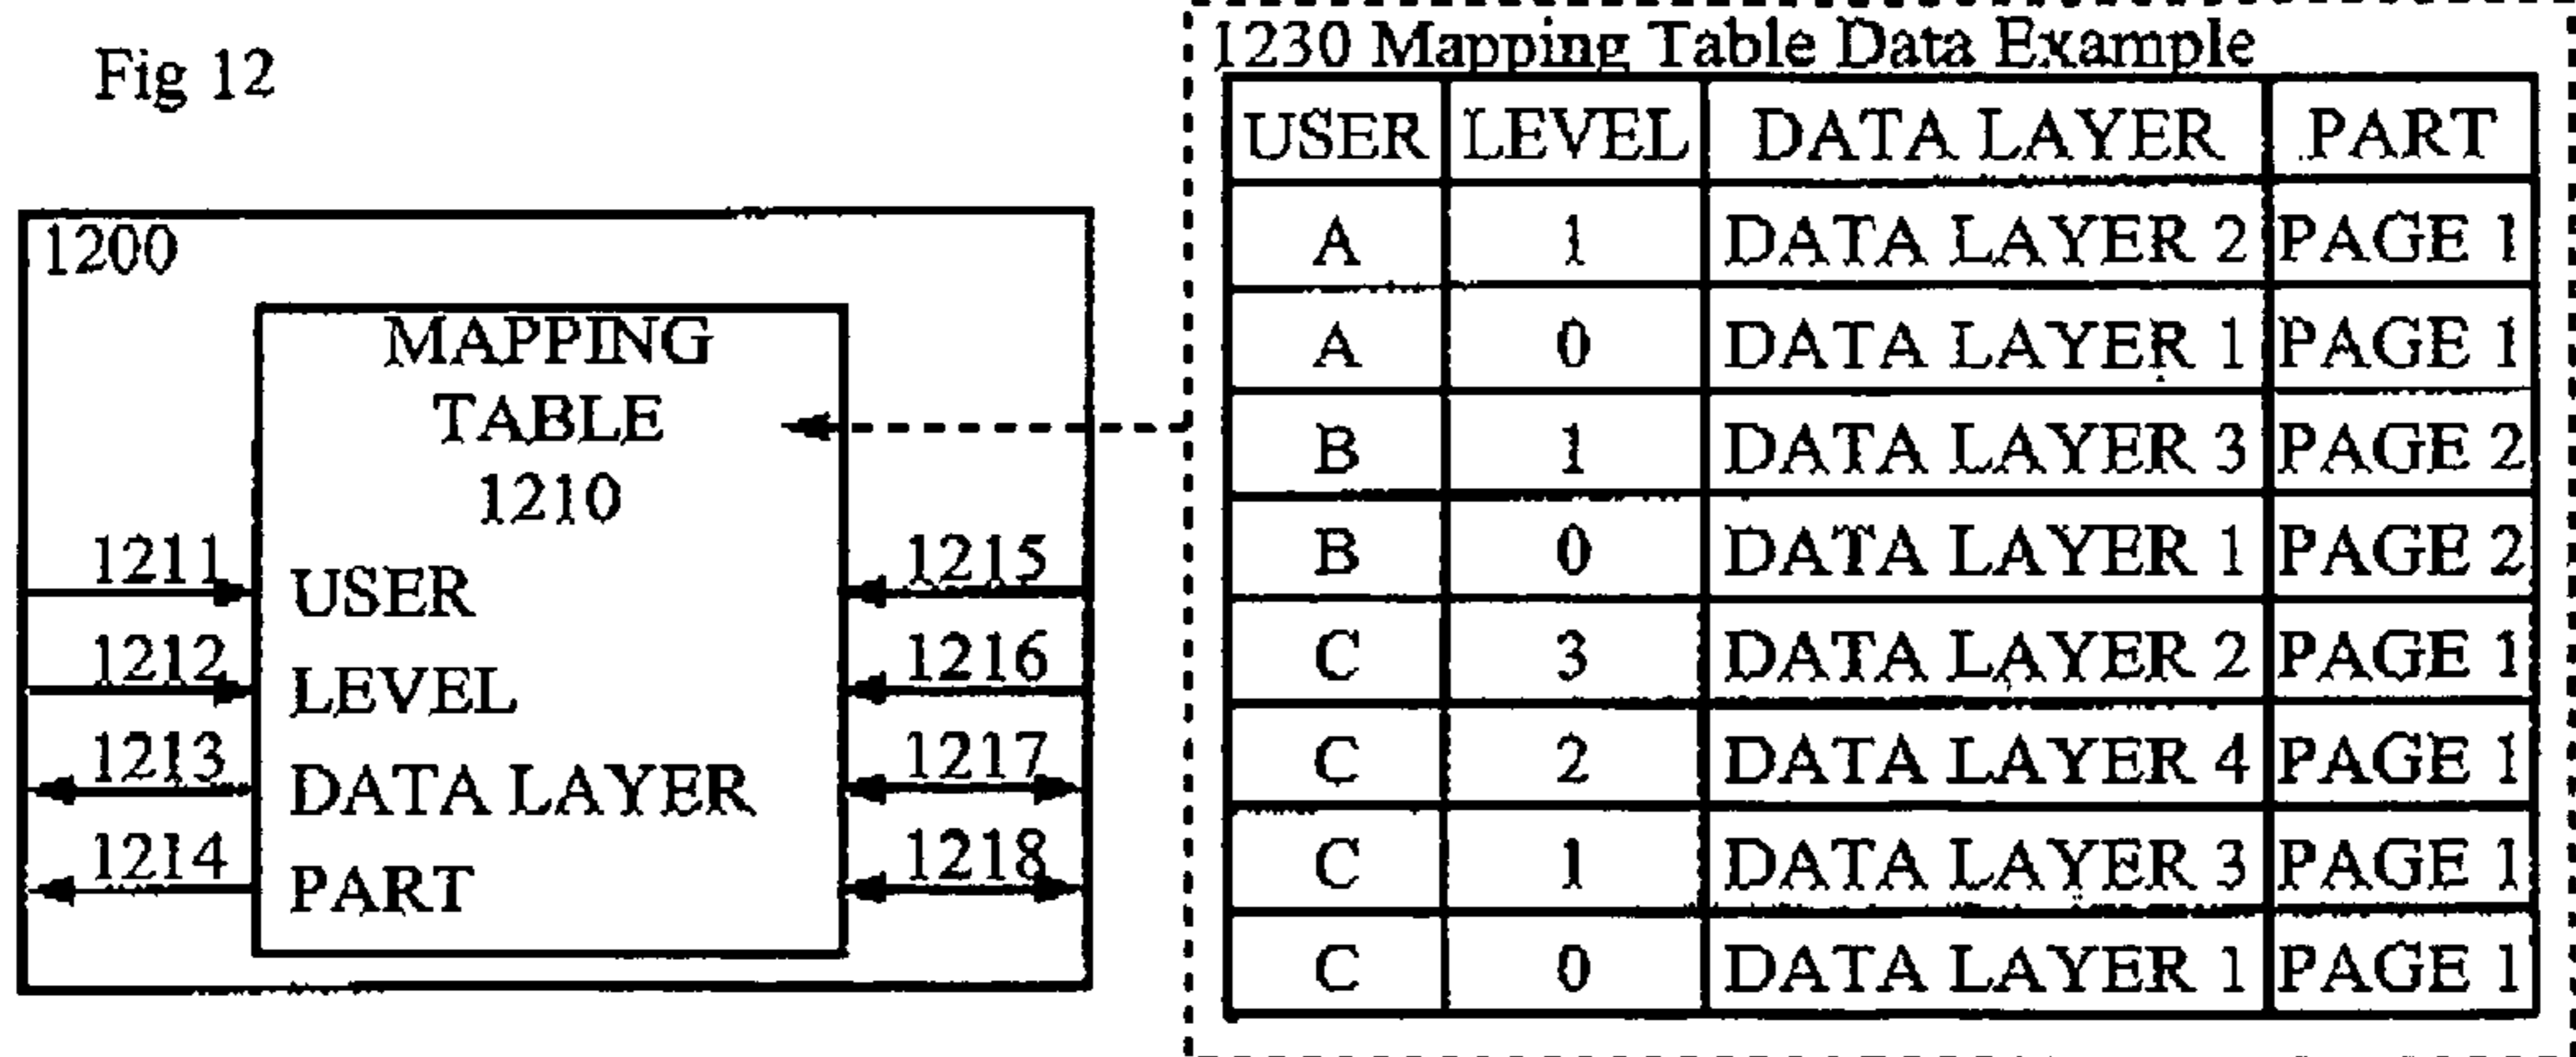 Fig 12
1200
MAPPING
TABLE
1210
1211
USER
1215
1212
LEVEL
1216
1213
DATA LAYER
1217
1214
PART
1218
1230 Mapping Table Data Example
USER LEVEL DATA LAYER PART
A 1 DATA LAYER 2 PAGE 1
A 0 DATA LAYER 1 PAGE 1
B 1 DATA LAYER 3 PAGE 2
B 0 DATA LAYER 1 PAGE 2
C 3 DATA LAYER 2 PAGE 1
C 2 DATA LAYER 4 PAGE 1
C 1 DATA LAYER 3 PAGE 1
C 0 DATA LAYER 1 PAGE 1